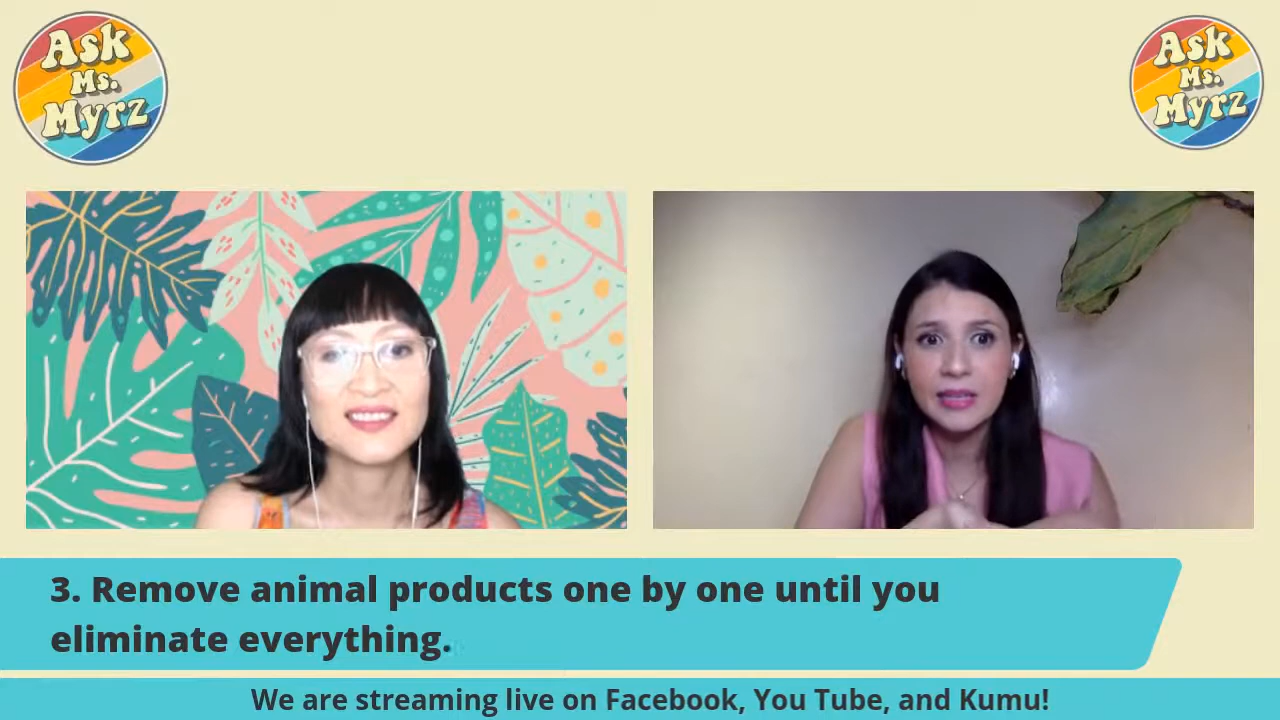 Ask
Ms.
Myrz
Ask
Ms.
Myrz
3. Remove animal products one by one until you
eliminate everything.
We are streaming live on Facebook, You Tube, and Kumu!